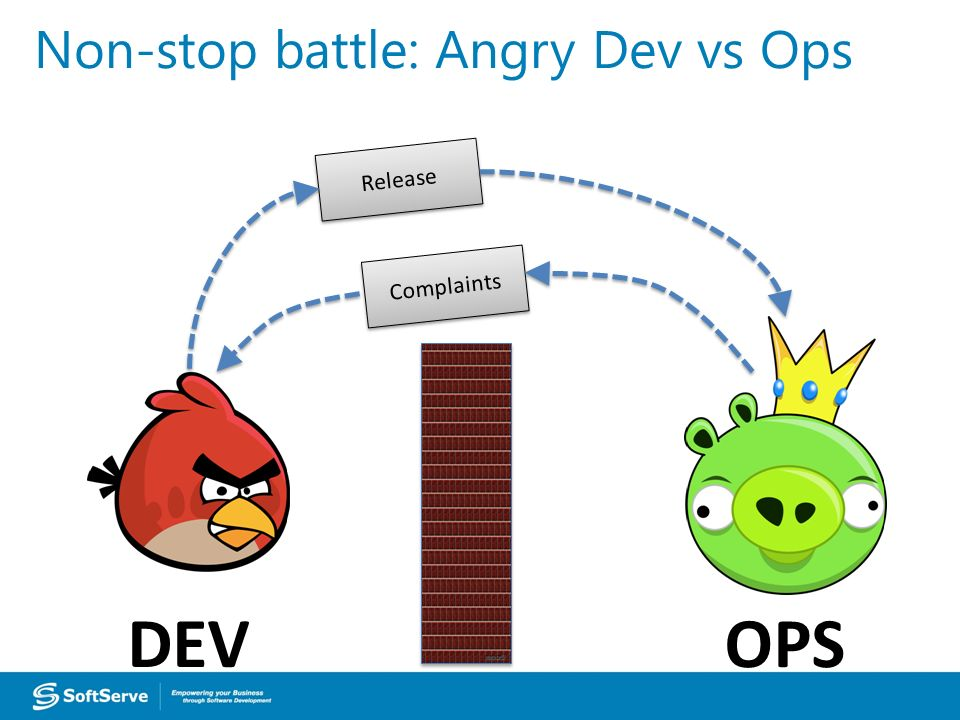 Non-stop battle: Angry Dev vs Ops
Release
Complaints
DEV
OPS
SoftServe
Empowering your Business
through Software Development